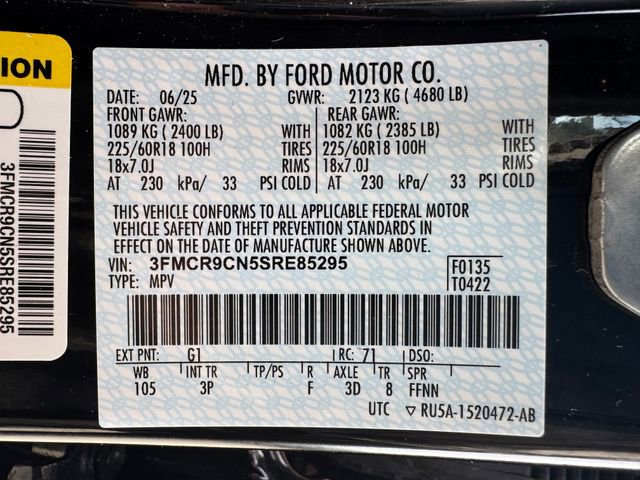 ION
3FMCR9CN5SRE85295
MFD. BY FORD MOTOR CO.
DATE: 06/25 GVWR: 2123 KG ( 4680 LB)
FRONT GAWR: REAR GAWR:
1089 KG ( 2400 LB) WITH 1082 KG ( 2385 LB) WITH
225/60R18 100H TIRES 225/60R18 100H TIRES
18x7.0J RIMS 18x7.0J RIMS
AT 230 kPa/ 33 PSI COLD AT 230 kPa/ 33 PSI COLD
THIS VEHICLE CONFORMS TO ALL APPLICABLE FEDERAL MOTOR
VEHICLE SAFETY AND THEFT PREVENTION STANDARDS IN
EFFECT ON THE DATE OF MANUFACTURE SHOWN ABOVE.
VIN: 3FMCR9CN5SRE85295 F0135
TYPE: MPV T0422
EXT PNT: G1 RC: 71 DSO:
WB INT TR TP/PS R AXLE TR SPR
105 3P F 3D 8 FFNN
UTC ▽ RU5A-1520472-AB